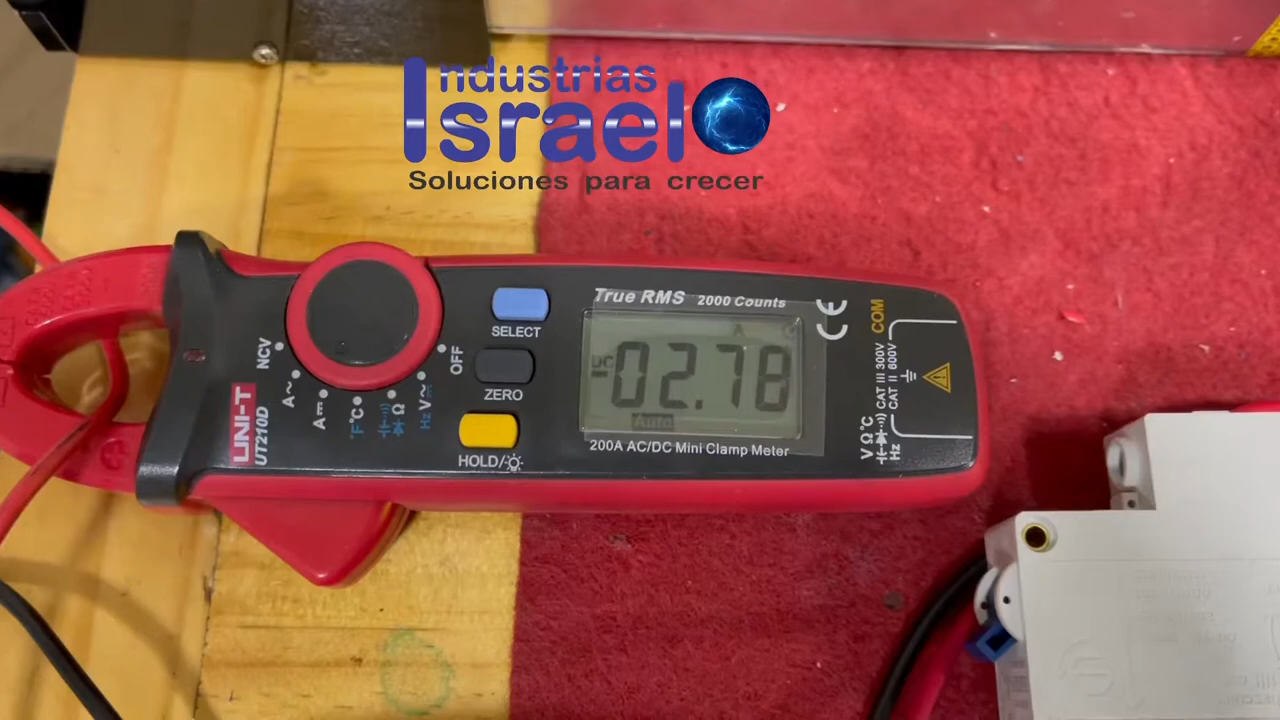 Industrias
Israel
Soluciones para crecer
True RMS 2000 Counts
A
DC
-02.78
Auto
200A AC/DC Mini Clamp Meter
SELECT
ZERO
HOLD/
NCV
A~
A
°F°C
Ω
Hz V~
OFF
UNI-T
UT210D
CE
COM
CAT III 300V
CAT II 600V
VΩ°C
Hz